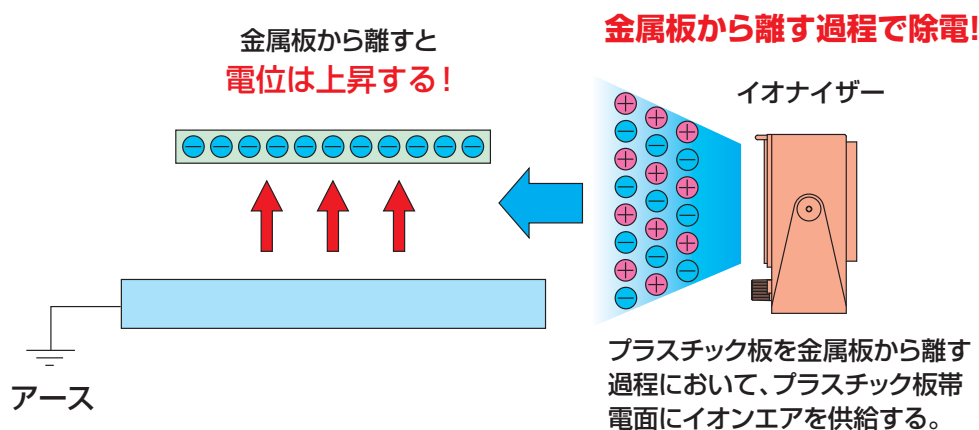 金属板から離す過程で除電!
金属板から離すと
電位は上昇する!
イオナイザー
アース
プラスチック板を金属板から離す
過程において、プラスチック板帯
電面にイオンエアを供給する。